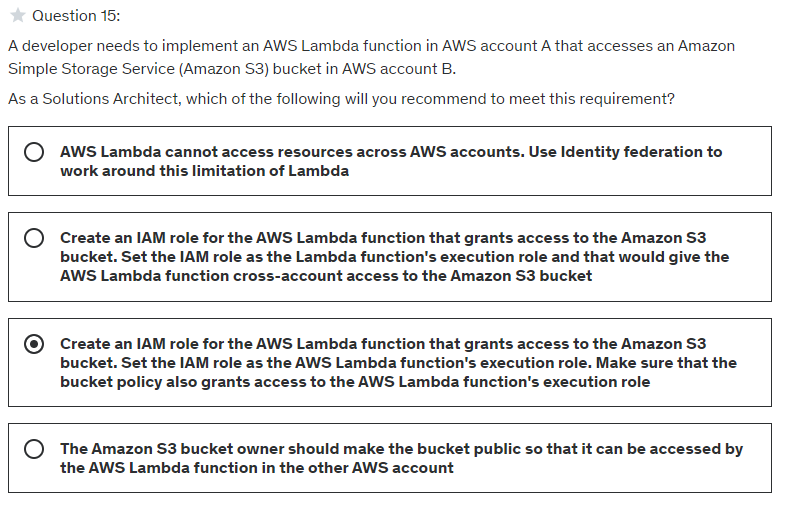 Question 15:
A developer needs to implement an AWS Lambda function in AWS account A that accesses an Amazon
Simple Storage Service (Amazon S3) bucket in AWS account B.
As a Solutions Architect, which of the following will you recommend to meet this requirement?
AWS Lambda cannot access resources across AWS accounts. Use Identity federation to
work around this limitation of Lambda
Create an IAM role for the AWS Lambda function that grants access to the Amazon S3
bucket. Set the IAM role as the Lambda function's execution role and that would give the
AWS Lambda function cross-account access to the Amazon S3 bucket
Create an IAM role for the AWS Lambda function that grants access to the Amazon S3
bucket. Set the IAM role as the AWS Lambda function's execution role. Make sure that the
bucket policy also grants access to the AWS Lambda function's execution role
The Amazon S3 bucket owner should make the bucket public so that it can be accessed by
the AWS Lambda function in the other AWS account